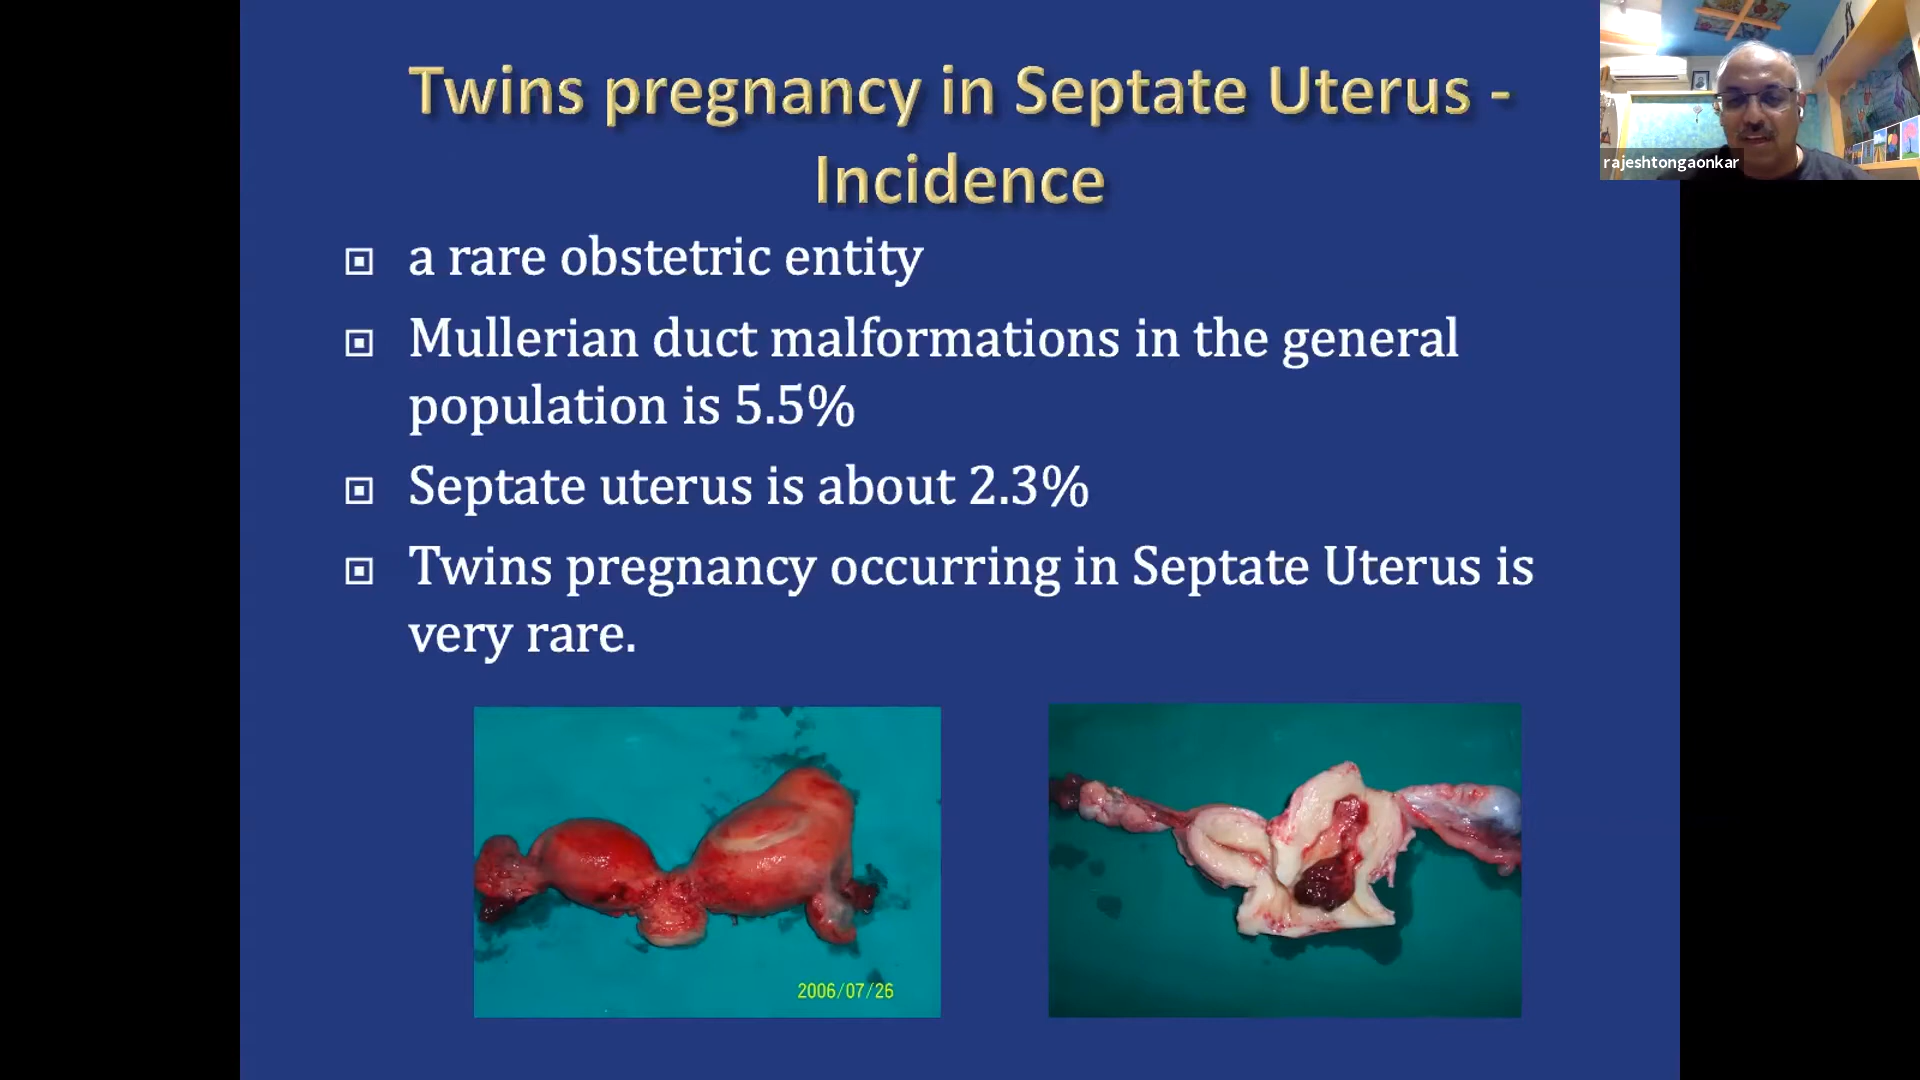 Twins pregnancy in Septate Uterus -
Incidence
rajeshtongaonkar
a rare obstetric entity
Mullerian duct malformations in the general
population is 5.5%
Septate uterus is about 2.3%
Twins pregnancy occurring in Septate Uterus is
very rare.
2006/07/26